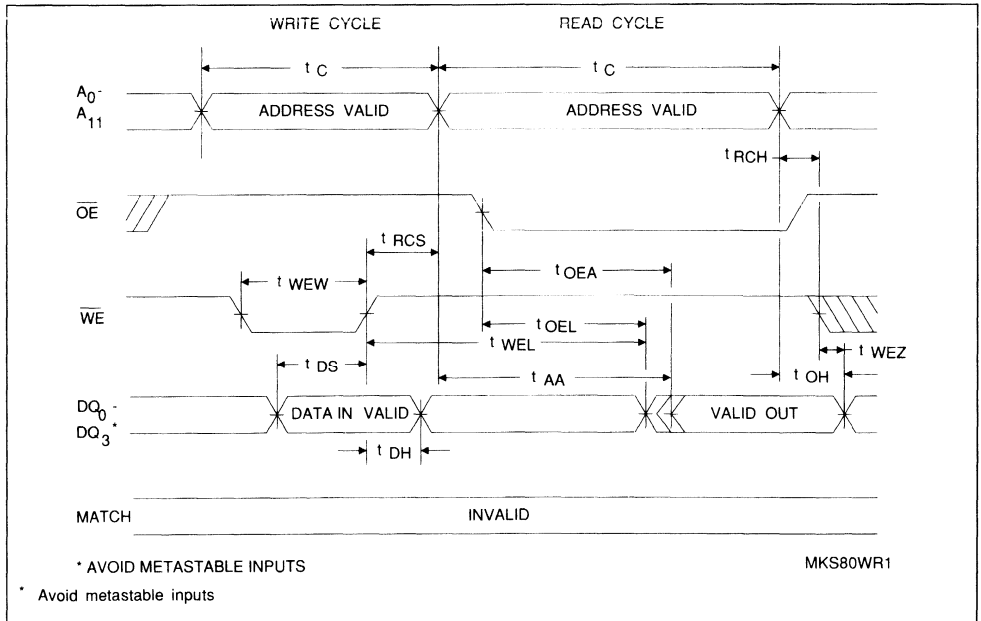 WRITE CYCLE READ CYCLE
t C t C
A0-
A11
ADDRESS VALID ADDRESS VALID
t RCH
OE
t RCS
t OEA
t WEW
WE
t OEL
t WEL
t WEZ
t DS
t AA
t OH
DQ0 -
DQ3*
DATA IN VALID VALID OUT
t DH
MATCH INVALID
* AVOID METASTABLE INPUTS MKS80WR1
* Avoid metastable inputs